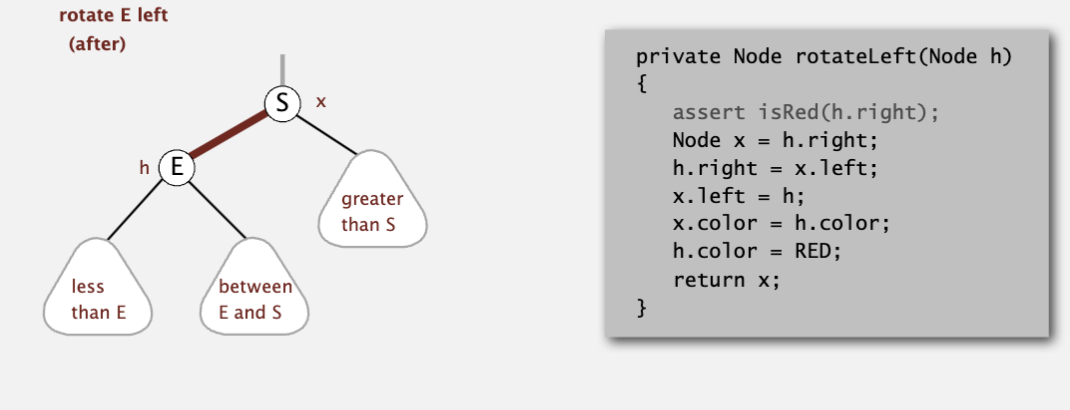 rotate E left
(after)
S
x
h
E
greater
than S
less
than E
between
E and S
private Node rotateLeft(Node h)
{
   assert isRed(h.right);
   Node x = h.right;
   h.right = x.left;
   x.left = h;
   x.color = h.color;
   h.color = RED;
   return x;
}